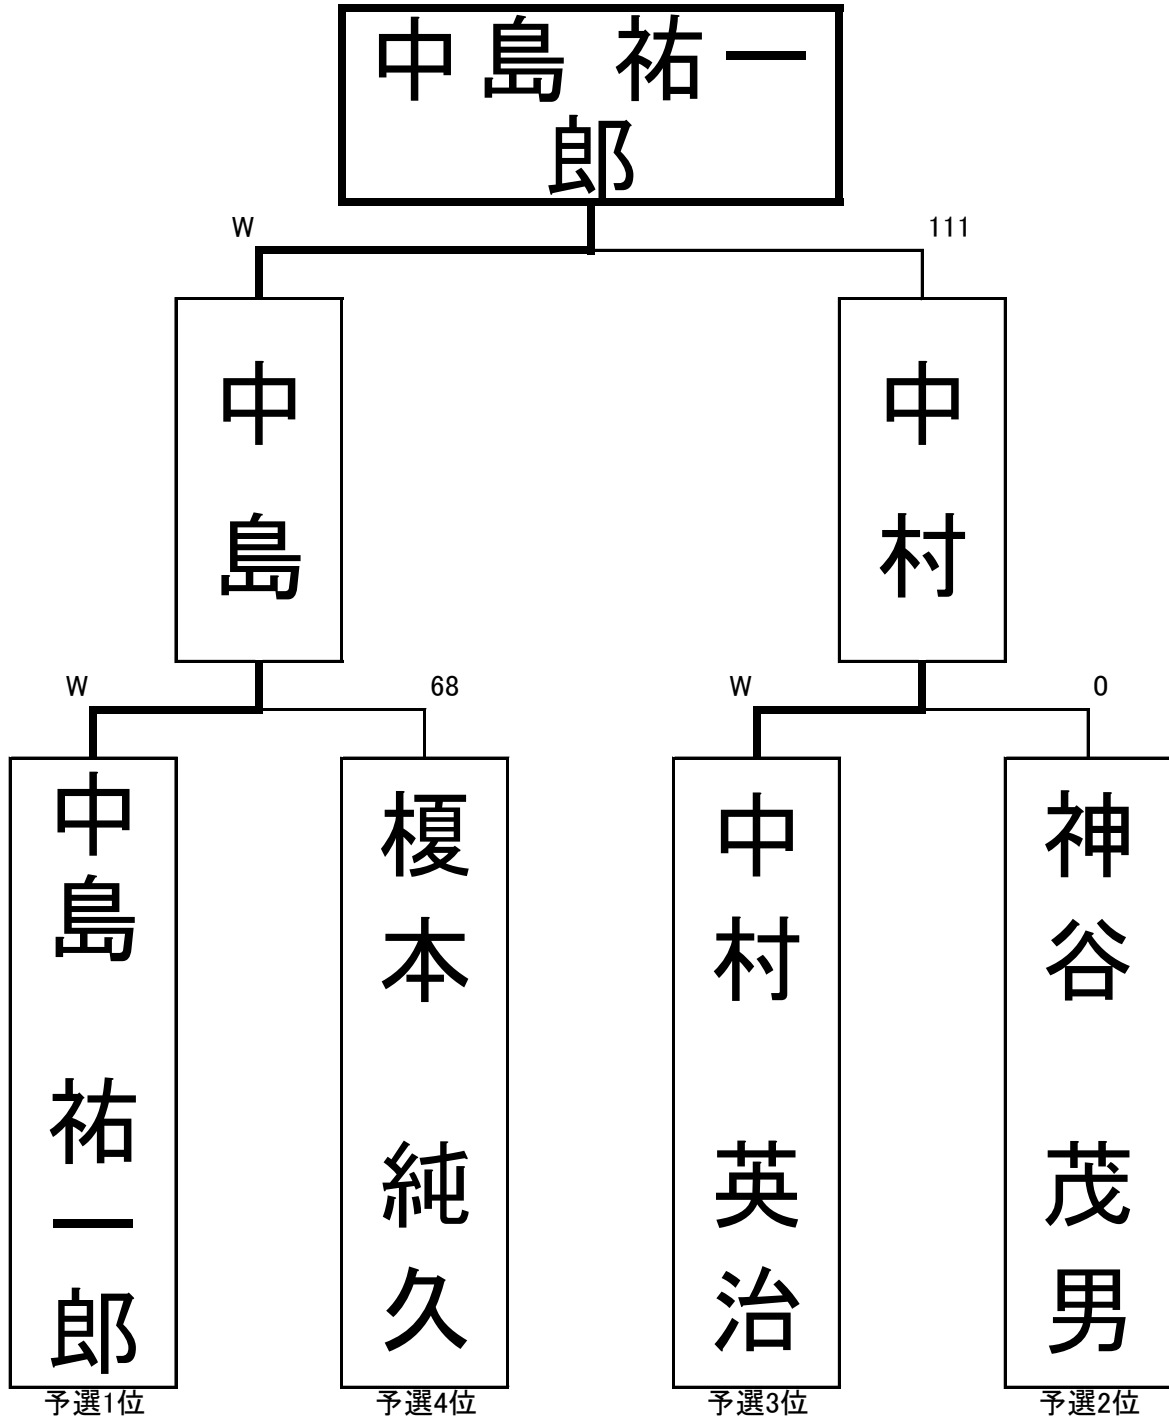 中島 祐一
郎
W
111
中島
中村
W
68
W
0
中島 祐一郎
榎本 純久
中村 英治
神谷 茂男
予選1位
予選4位
予選3位
予選2位